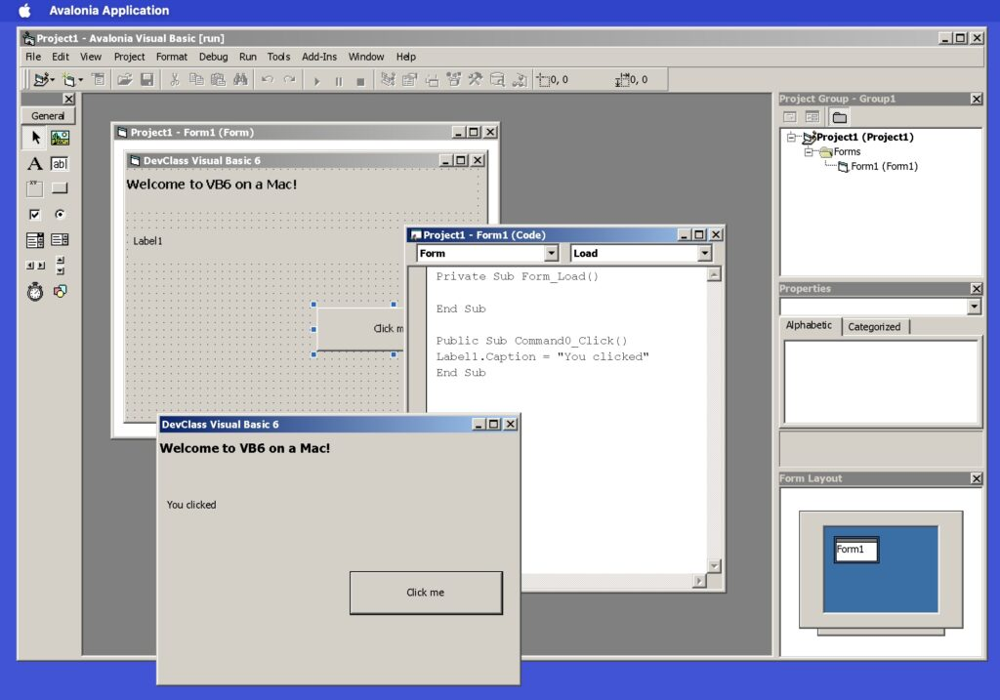 Avalonia Application
Project1 - Avalonia Visual Basic [run]
File Edit View Project Format Debug Run Tools Add-Ins Window Help
0, 0
0, 0
General
A
ab|
Project1 - Form1 (Form)
DevClass Visual Basic 6
Welcome to VB6 on a Mac!
Label1
Click m
Project1 - Form1 (Code)
Form
Load
Private Sub Form_Load()
End Sub
Public Sub Command0_Click()
Label1.Caption = "You clicked"
End Sub
DevClass Visual Basic 6
Welcome to VB6 on a Mac!
You clicked
Click me
Project Group - Group1
Project1 (Project1)
Forms
Form1 (Form1)
Properties
Alphabetic
Categorized
Form Layout
Form1